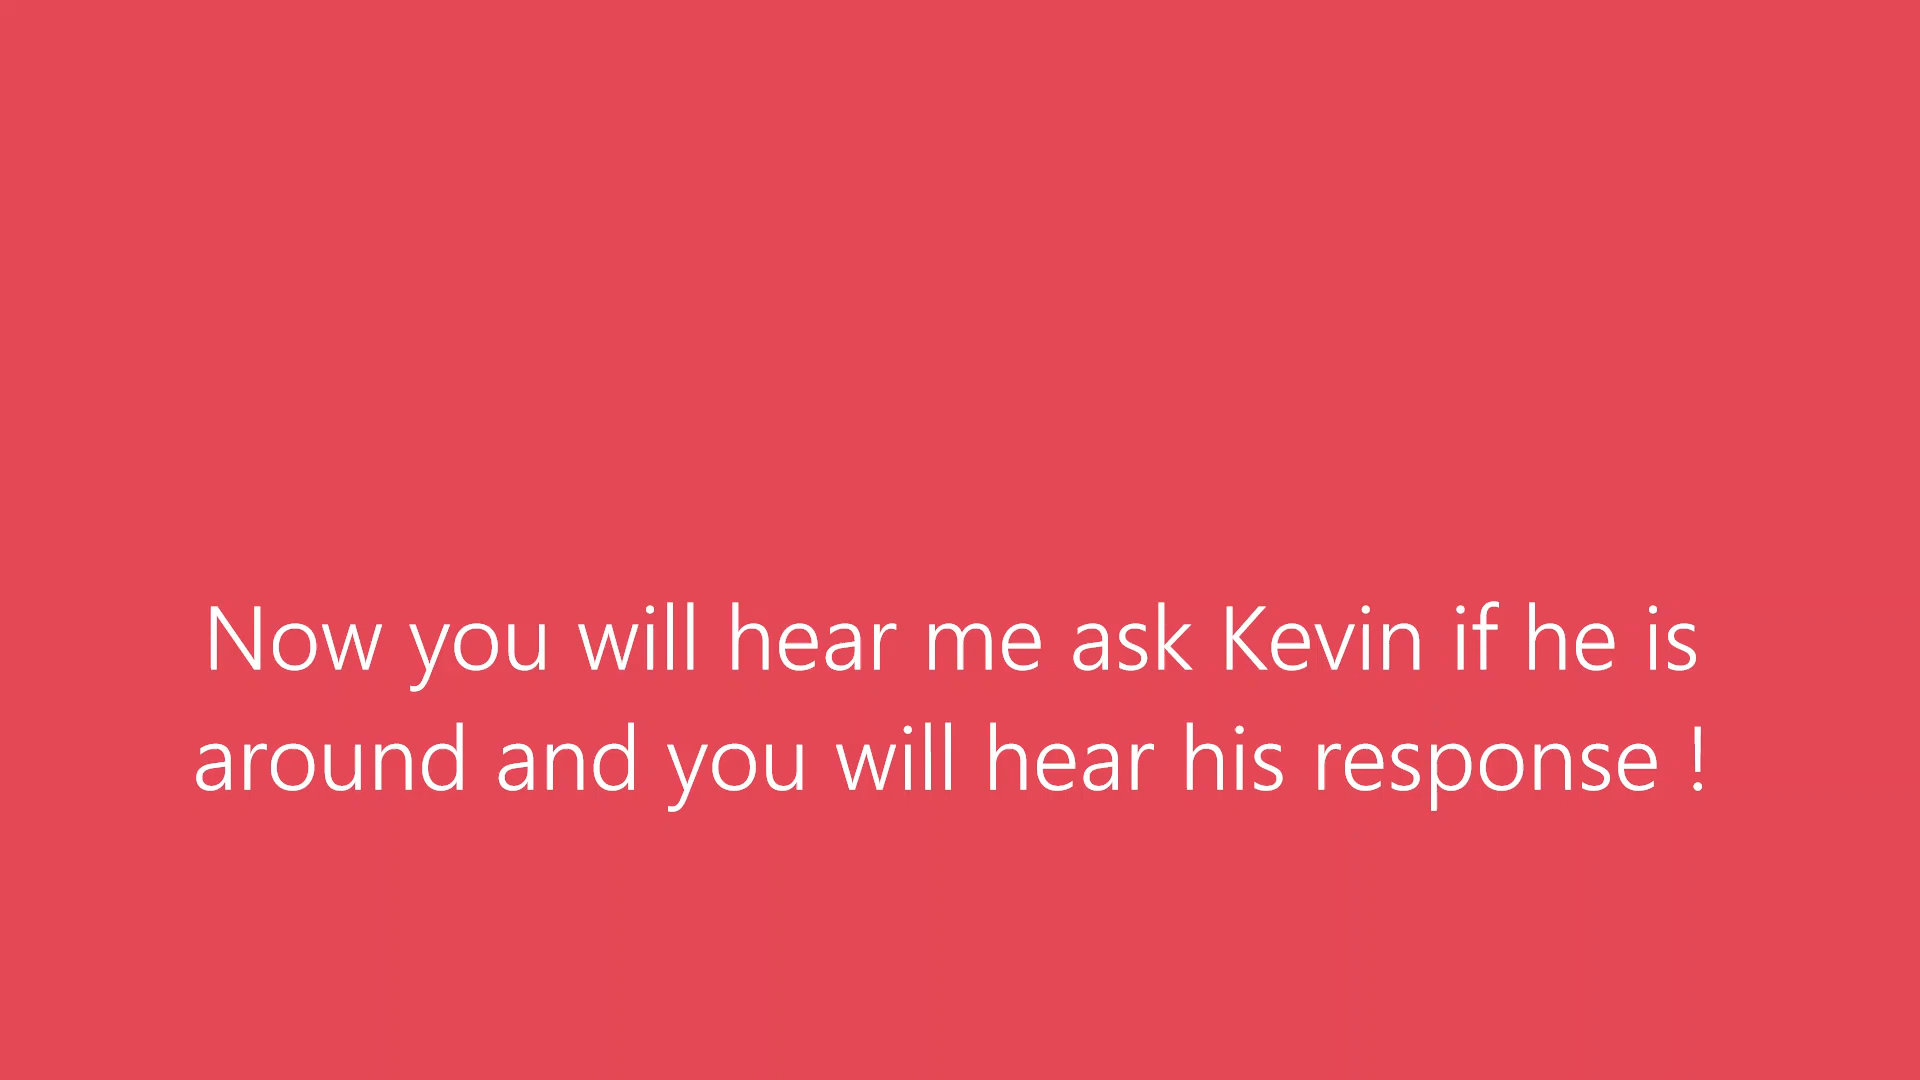 Now you will hear me ask Kevin if he is
around and you will hear his response !